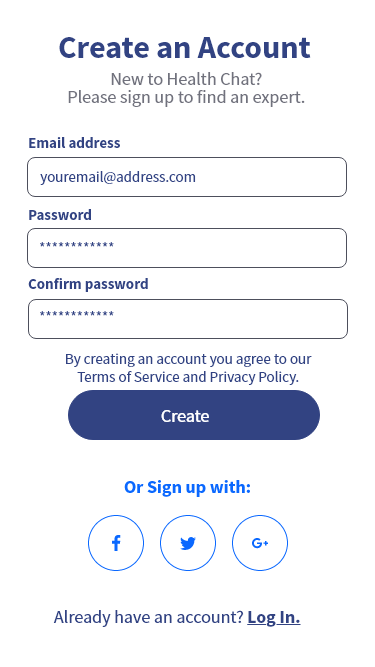 Create an Account
New to Health Chat?
Please sign up to find an expert.
Email address
youremail@address.com
Password
************
Confirm password
************
By creating an account you agree to our
Terms of Service and Privacy Policy.
Create
Or Sign up with:
f G+
Already have an account? Log In.